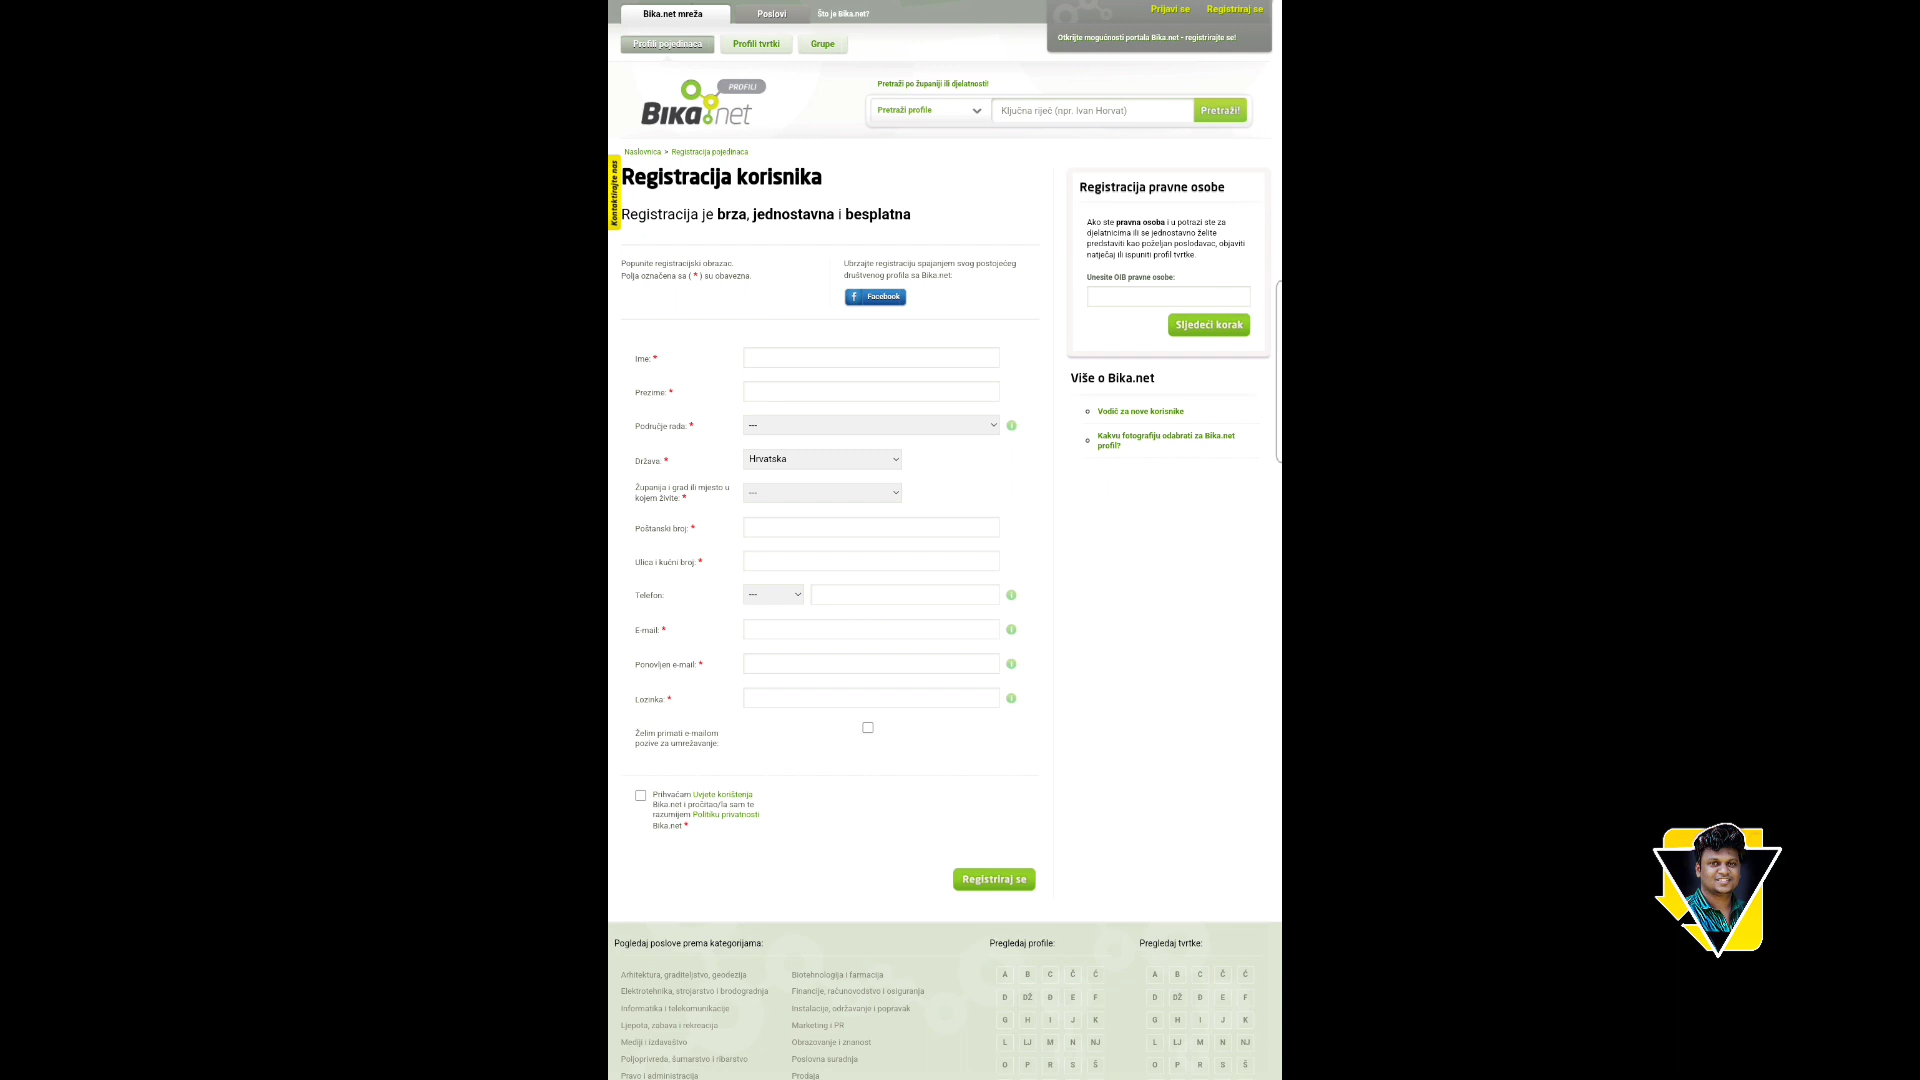 Bika.net mreža
Poslovi
Što je Bika.net?
Prijavi se
Registriraj se
Profili pojedinaca
Profili tvrtki
Grupe
Otkrijte mogućnosti portala Bika.net - registrirajte se!
Bika.net
PROFILI
Pretraži po županiji ili djelatnosti!
Pretraži profile
Ključna riječ (npr. Ivan Horvat)
Pretraži!
Naslovnica > Registracija pojedinaca
Kontaktirajte nas
Registracija korisnika
Registracija je brza, jednostavna i besplatna
Popunite registracijski obrazac.
Polja označena sa ( * ) su obavezna.
Ubrzajte registraciju spajanjem svog postojećeg
društvenog profila sa Bika.net:
Facebook
Ime: *
Prezime: *
Područje rada: *
---
Država: *
Hrvatska
Županija i grad ili mjesto u
kojem živite: *
---
Poštanski broj: *
Ulica i kućni broj: *
Telefon:
---
E-mail: *
Ponovljen e-mail: *
Lozinka: *
Želim primati e-mailom
pozive za umrežavanje:
Prihvaćam Uvjete korištenja
Bika.net i pročitao/la sam te
razumijem Politiku privatnosti
Bika.net *
Registriraj se
Registracija pravne osobe
Ako ste pravna osoba i u potrazi ste za
djelatnicima ili se jednostavno želite
predstaviti kao poželjan poslodavac, objaviti
natječaj ili ispuniti profil tvrtke.
Unesite OIB pravne osobe:
Sljedeći korak
Više o Bika.net
Vodič za nove korisnike
Kakvu fotografiju odabrati za Bika.net
profil?
Pogledaj poslove prema kategorijama:
Arhitektura, graditeljstvo, geodezija
Elektrotehnika, strojarstvo i brodogradnja
Informatika i telekomunikacije
Ljepota, zabava i rekreacija
Mediji i izdavaštvo
Poljoprivreda, šumarstvo i ribarstvo
Pravo i administracija
Biotehnologija i farmacija
Financije, računovodstvo i osiguranja
Instalacije, održavanje i popravak
Marketing i PR
Obrazovanje i znanost
Poslovna suradnja
Prodaja
Pregledaj profile:
A B C Č Ć
D DŽ Đ E F
G H I J K
L LJ M N NJ
O P R S Š
Pregledaj tvrtke:
A B C Č Ć
D DŽ Đ E F
G H I J K
L LJ M N NJ
O P R S Š